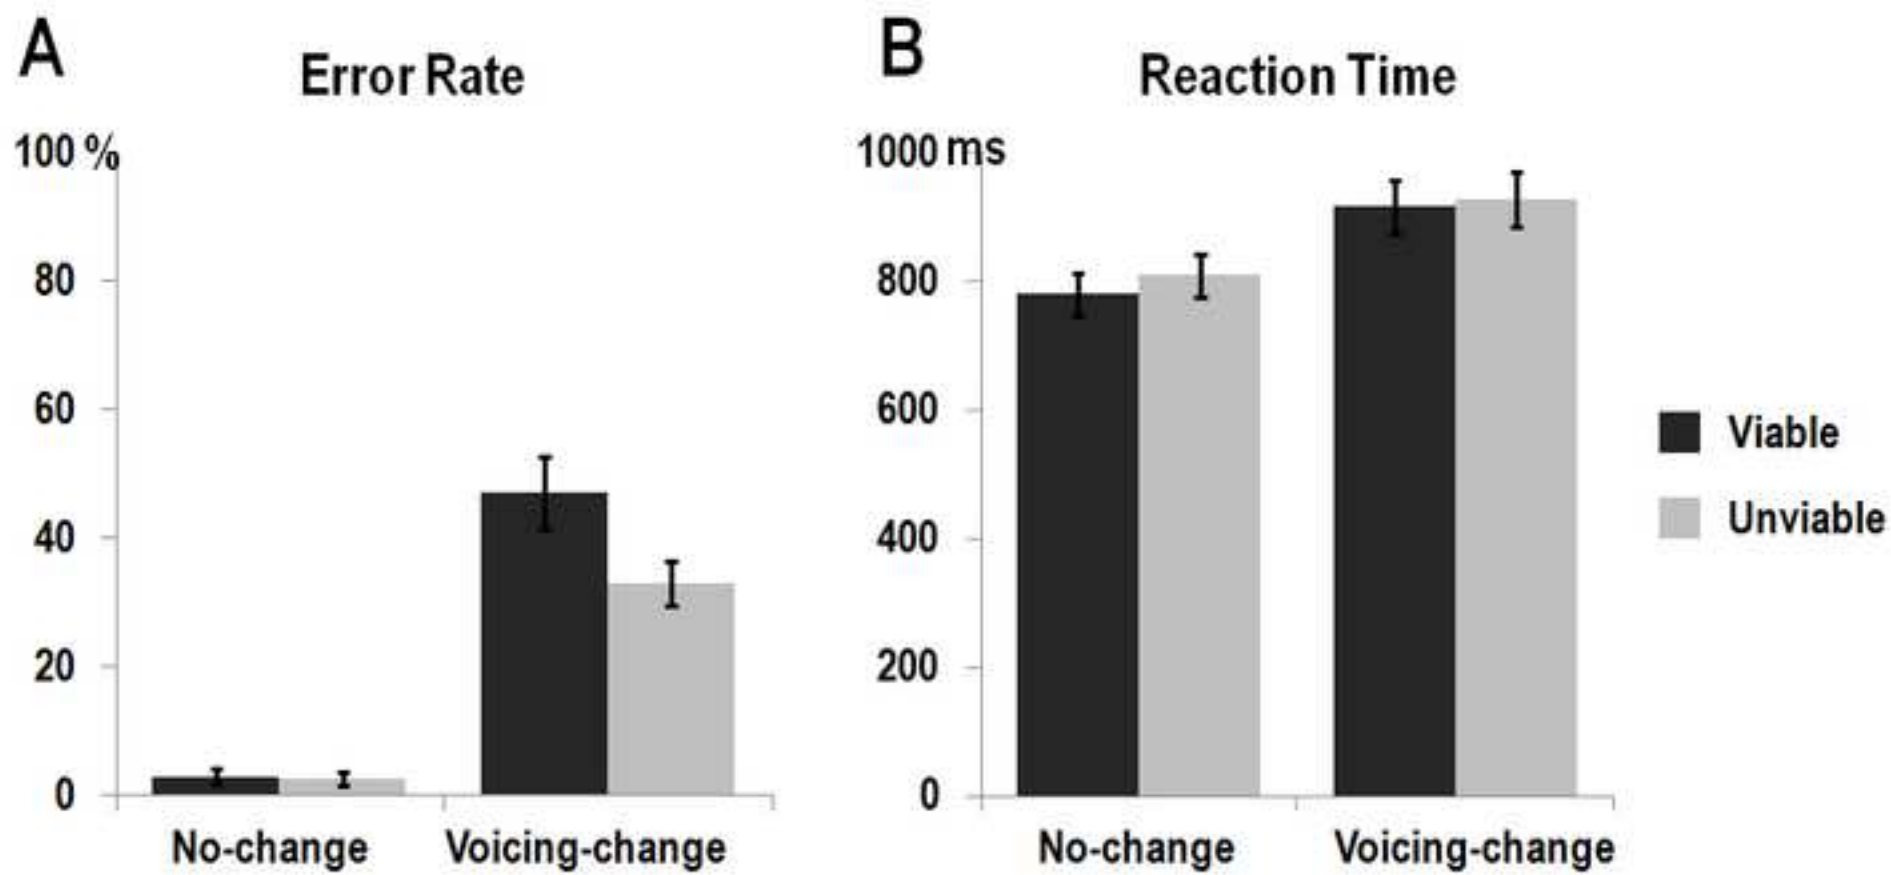 A
Error Rate
100 %
80
60
40
20
0
No-change
Voicing-change
B
Reaction Time
1000 ms
800
600
400
200
0
No-change
Voicing-change
Viable
Unviable